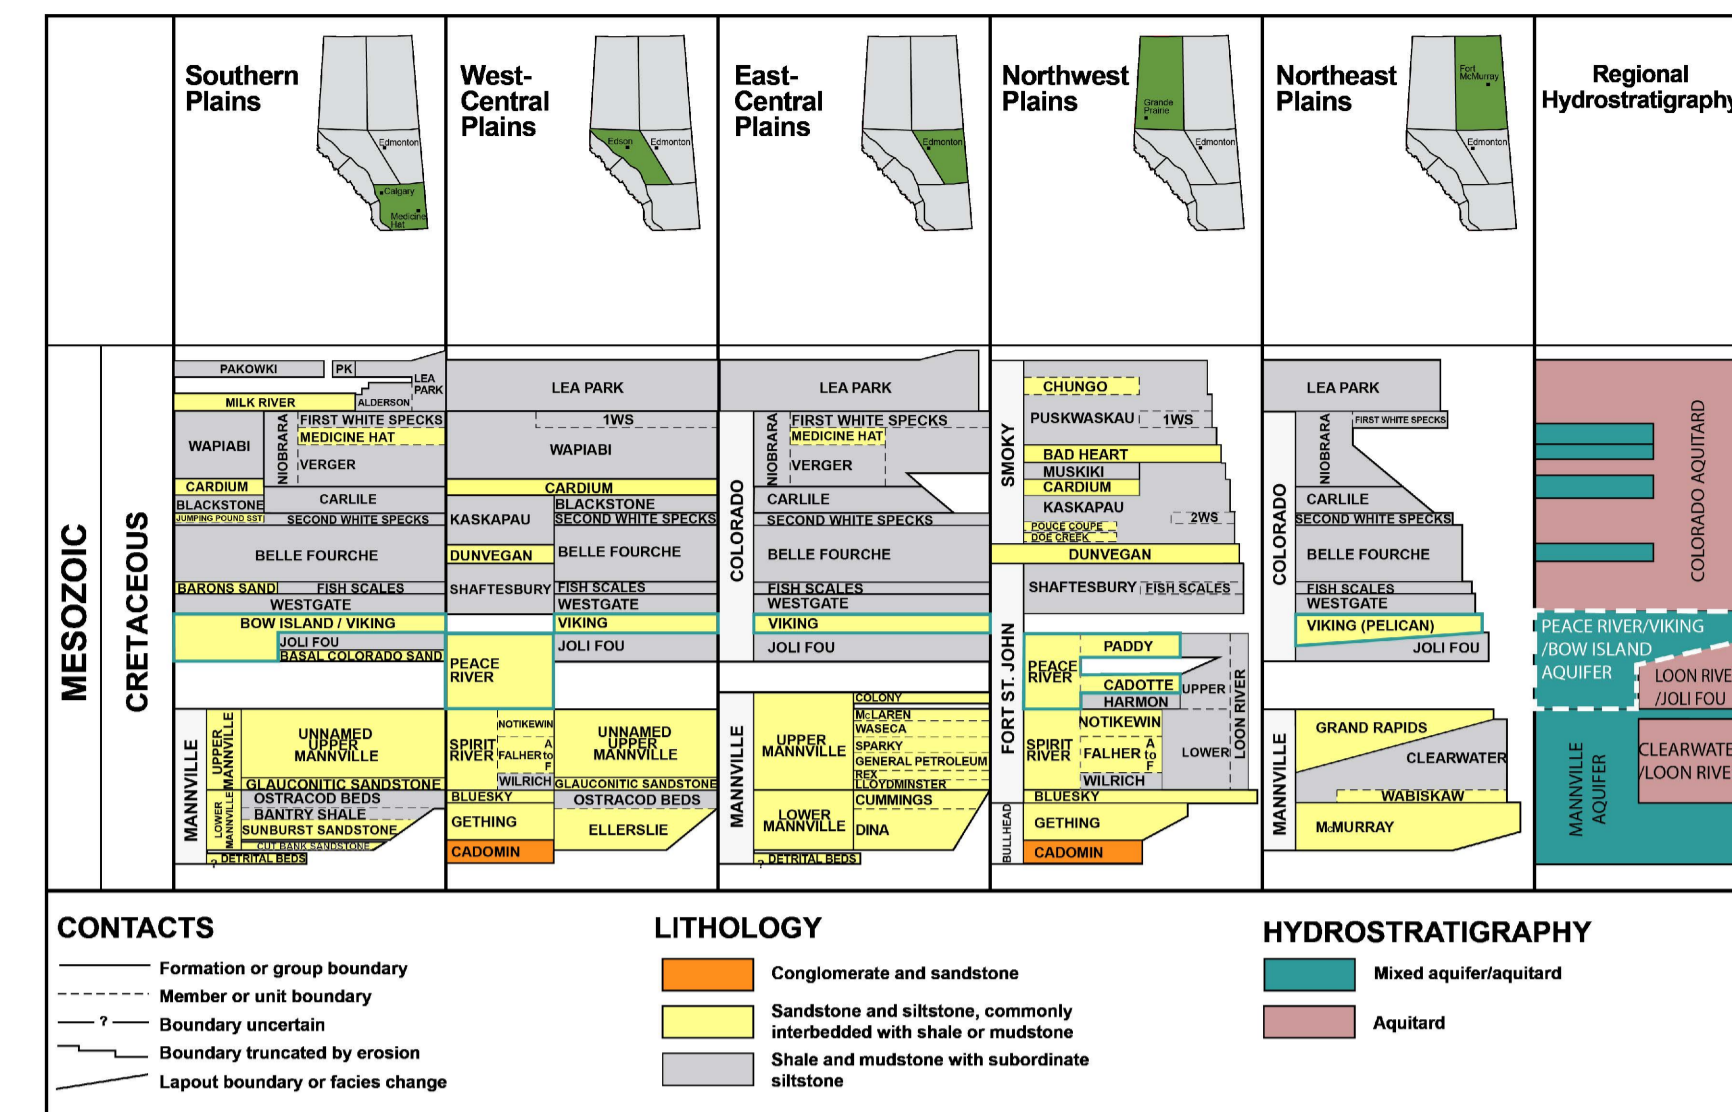 Southern
Plains
Calgary
Edmonton
Medicine
Hat
West-
Central
Plains
Edson
Edmonton
East-
Central
Plains
Edmonton
Northwest
Plains
Grande
Prairie
Edmonton
Northeast
Plains
Fort
McMurray
Edmonton
Regional
Hydrostratigraphy
MESOZOIC
CRETACEOUS
PAKOWKI
PK
LEA
PARK
MILK RIVER
ALDERSON
WAPIABI
NIOBRARA
FIRST WHITE SPECKS
MEDICINE HAT
VERGER
CARDIUM
CARLILE
BLACKSTONE
JUMPING POUND SST
SECOND WHITE SPECKS
BELLE FOURCHE
BARONS SAND
FISH SCALES
WESTGATE
BOW ISLAND / VIKING
JOLI FOU
BASAL COLORADO SAND
MANNVILLE
UPPER
MANNVILLE
UNNAMED
UPPER
MANNVILLE
GLAUCONITIC SANDSTONE
LOWER
MANNVILLE
OSTRACOD BEDS
BANTRY SHALE
SUNBURST SANDSTONE
CUT BANK SANDSTONE
? DETRITAL BEDS
LEA PARK
1WS
WAPIABI
CARDIUM
KASKAPAU
BLACKSTONE
SECOND WHITE SPECKS
DUNVEGAN
BELLE FOURCHE
SHAFTESBURY
FISH SCALES
WESTGATE
VIKING
JOLI FOU
PEACE
RIVER
SPIRIT
RIVER
NOTIKEWIN
FALHER
A
to
F
WILRICH
UNNAMED
UPPER
MANNVILLE
GLAUCONITIC SANDSTONE
BLUESKY
OSTRACOD BEDS
GETHING
ELLERSLIE
CADOMIN
LEA PARK
COLORADO
NIOBRARA
FIRST WHITE SPECKS
MEDICINE HAT
VERGER
CARLILE
SECOND WHITE SPECKS
BELLE FOURCHE
FISH SCALES
WESTGATE
VIKING
JOLI FOU
MANNVILLE
UPPER
MANNVILLE
COLONY
McLAREN
WASECA
SPARKY
GENERAL PETROLEUM
REX
LLOYDMINSTER
LOWER
MANNVILLE
CUMMINGS
DINA
? DETRITAL BEDS
SMOKY
CHUNGO
PUSKWASKAU
1WS
BAD HEART
MUSKIKI
CARDIUM
KASKAPAU
2WS
POUCE COUPE
DOE CREEK
DUNVEGAN
FORT ST. JOHN
SHAFTESBURY
FISH SCALES
PEACE
RIVER
PADDY
CADOTTE
HARMON
UPPER
LOON RIVER
SPIRIT
RIVER
NOTIKEWIN
FALHER
A
to
F
WILRICH
LOWER
BLUESKY
BULLHEAD
GETHING
CADOMIN
LEA PARK
COLORADO
NIOBRARA
FIRST WHITE SPECKS
CARLILE
SECOND WHITE SPECKS
BELLE FOURCHE
FISH SCALES
WESTGATE
VIKING (PELICAN)
JOLI FOU
MANNVILLE
GRAND RAPIDS
CLEARWATER
WABISKAW
McMURRAY
COLORADO AQUITARD
PEACE RIVER/VIKING
/BOW ISLAND
AQUIFER
LOON RIVE
/JOLI FOU
MANNVILLE
AQUIFER
CLEARWATE
/LOON RIVE
CONTACTS
Formation or group boundary
Member or unit boundary
? Boundary uncertain
Boundary truncated by erosion
Lapout boundary or facies change
LITHOLOGY
Conglomerate and sandstone
Sandstone and siltstone, commonly
interbedded with shale or mudstone
Shale and mudstone with subordinate
siltstone
HYDROSTRATIGRAPHY
Mixed aquifer/aquitard
Aquitard